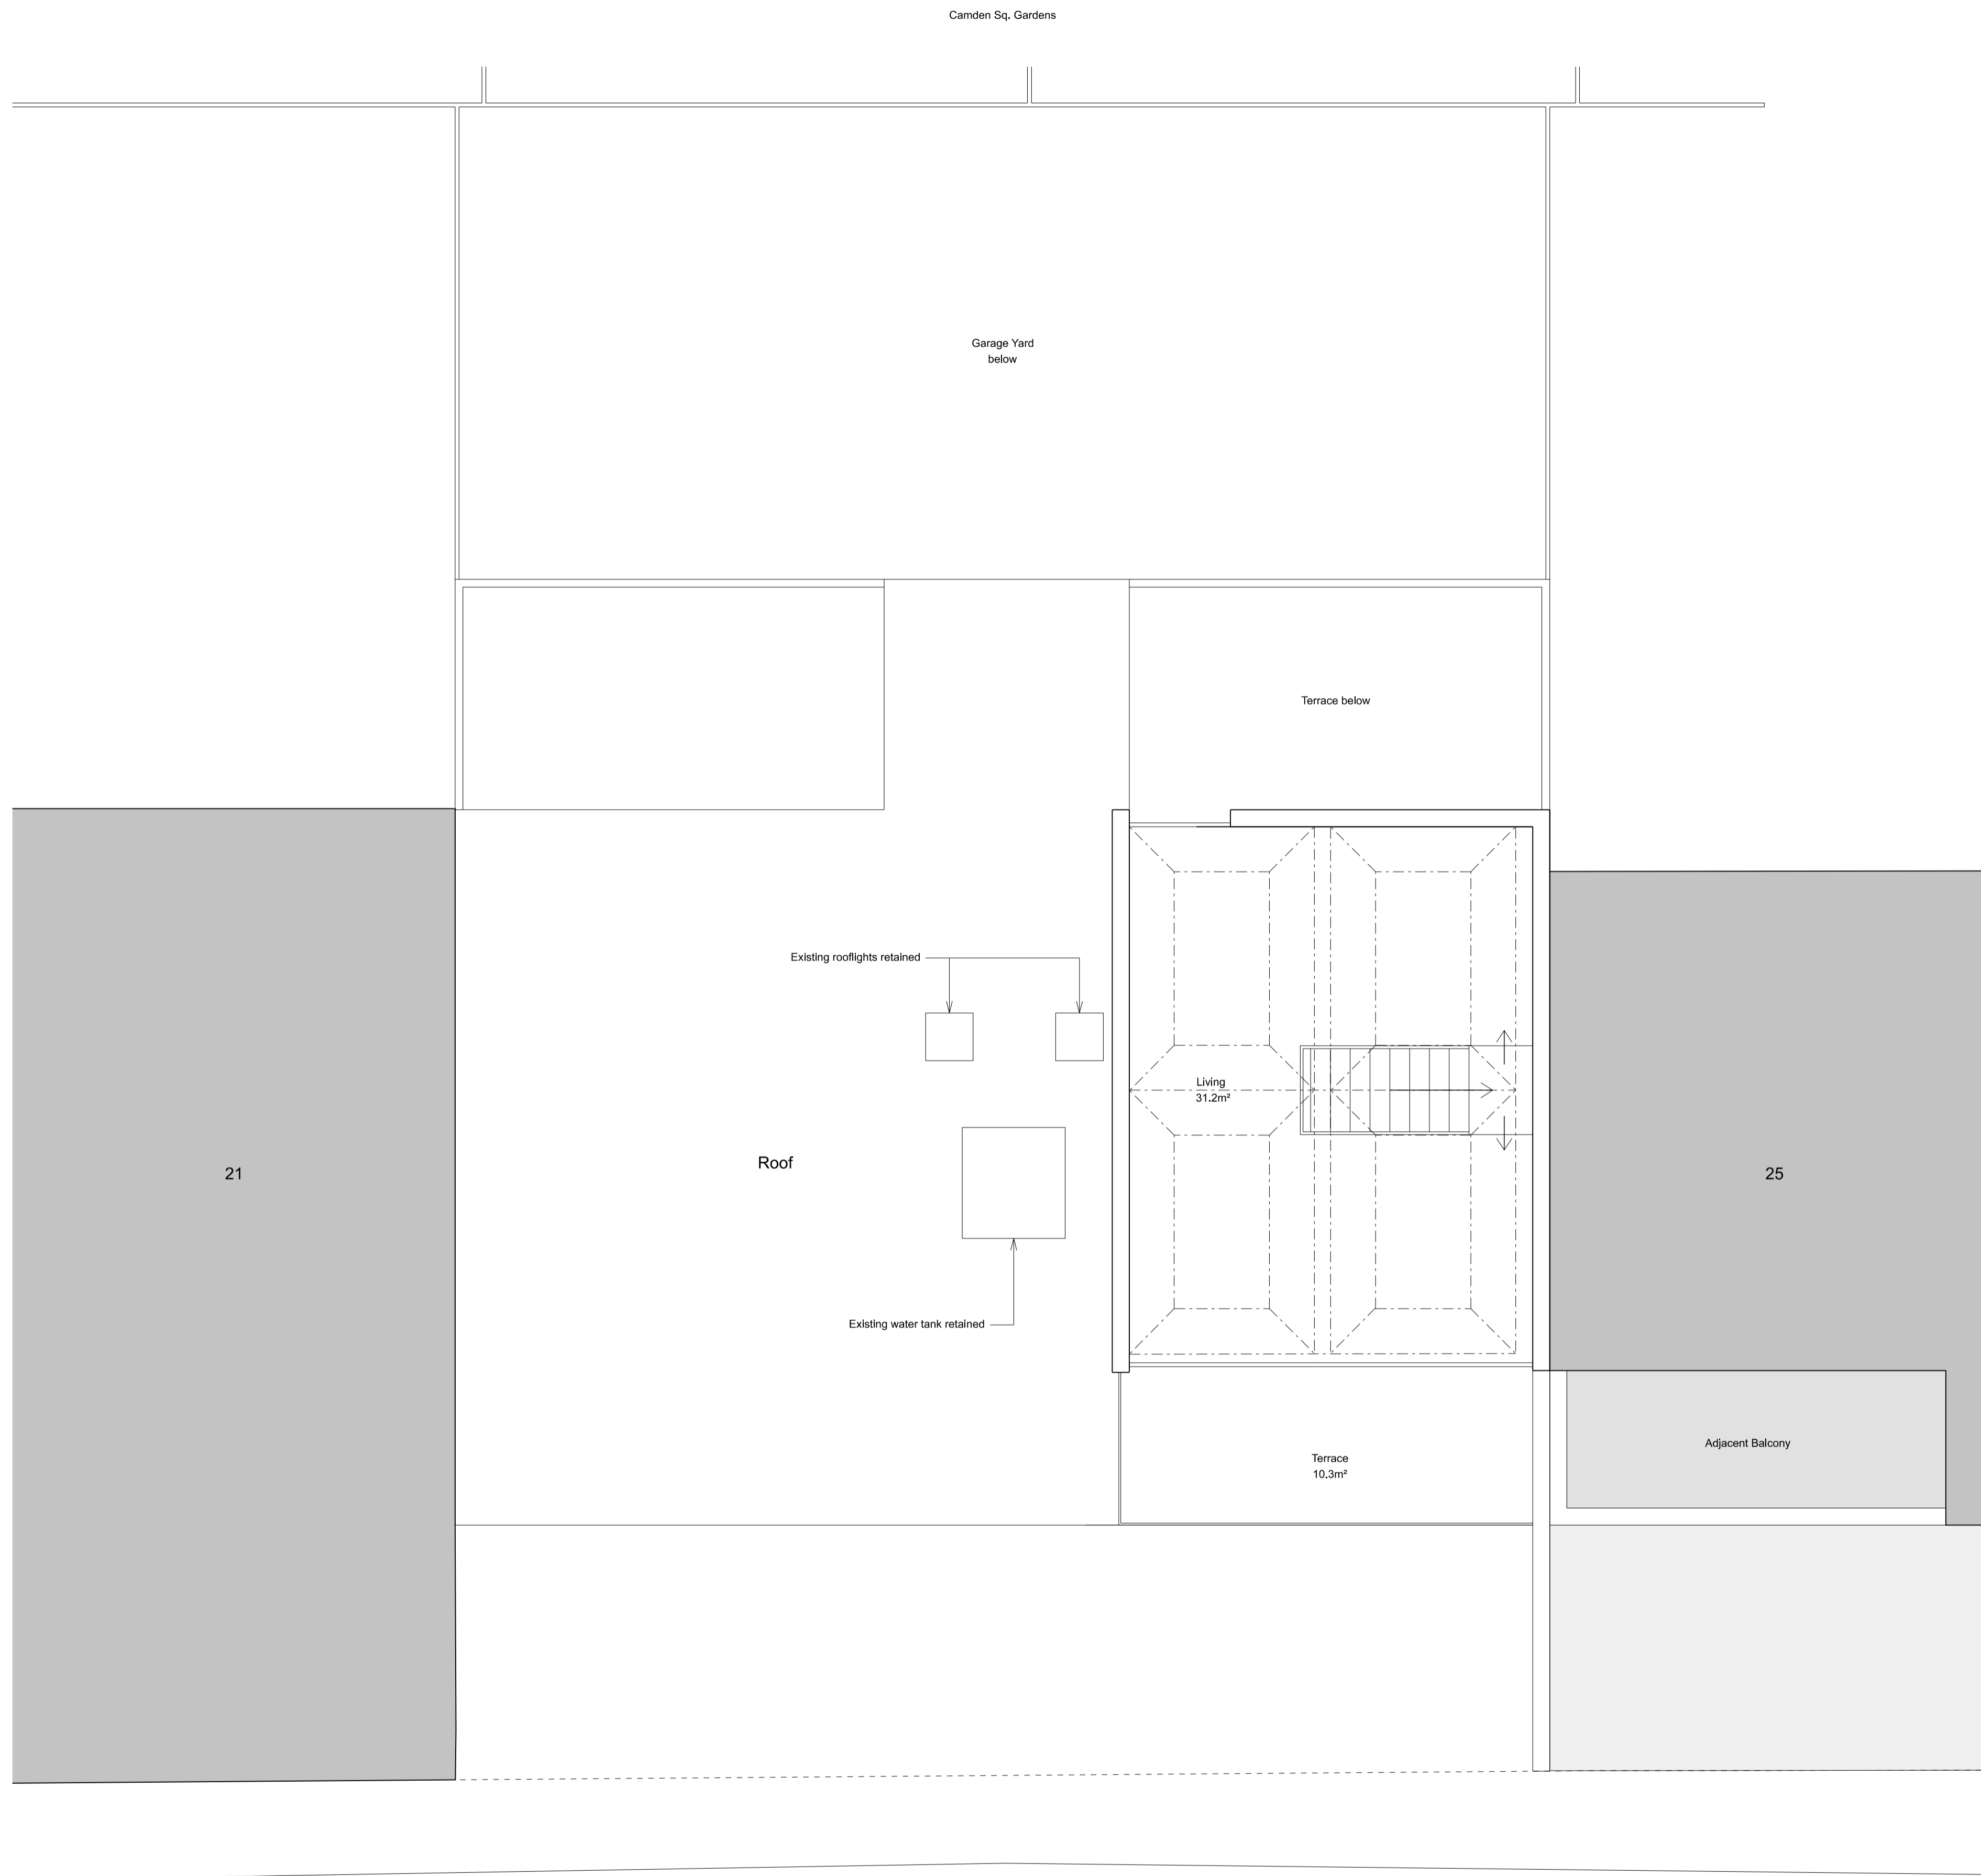 Camden Sq. Gardens
Garage Yard
below
Terrace below
Existing rooflights retained
Living
31.2m²
Roof
21
25
Existing water tank retained
Adjacent Balcony
Terrace
10.3m²